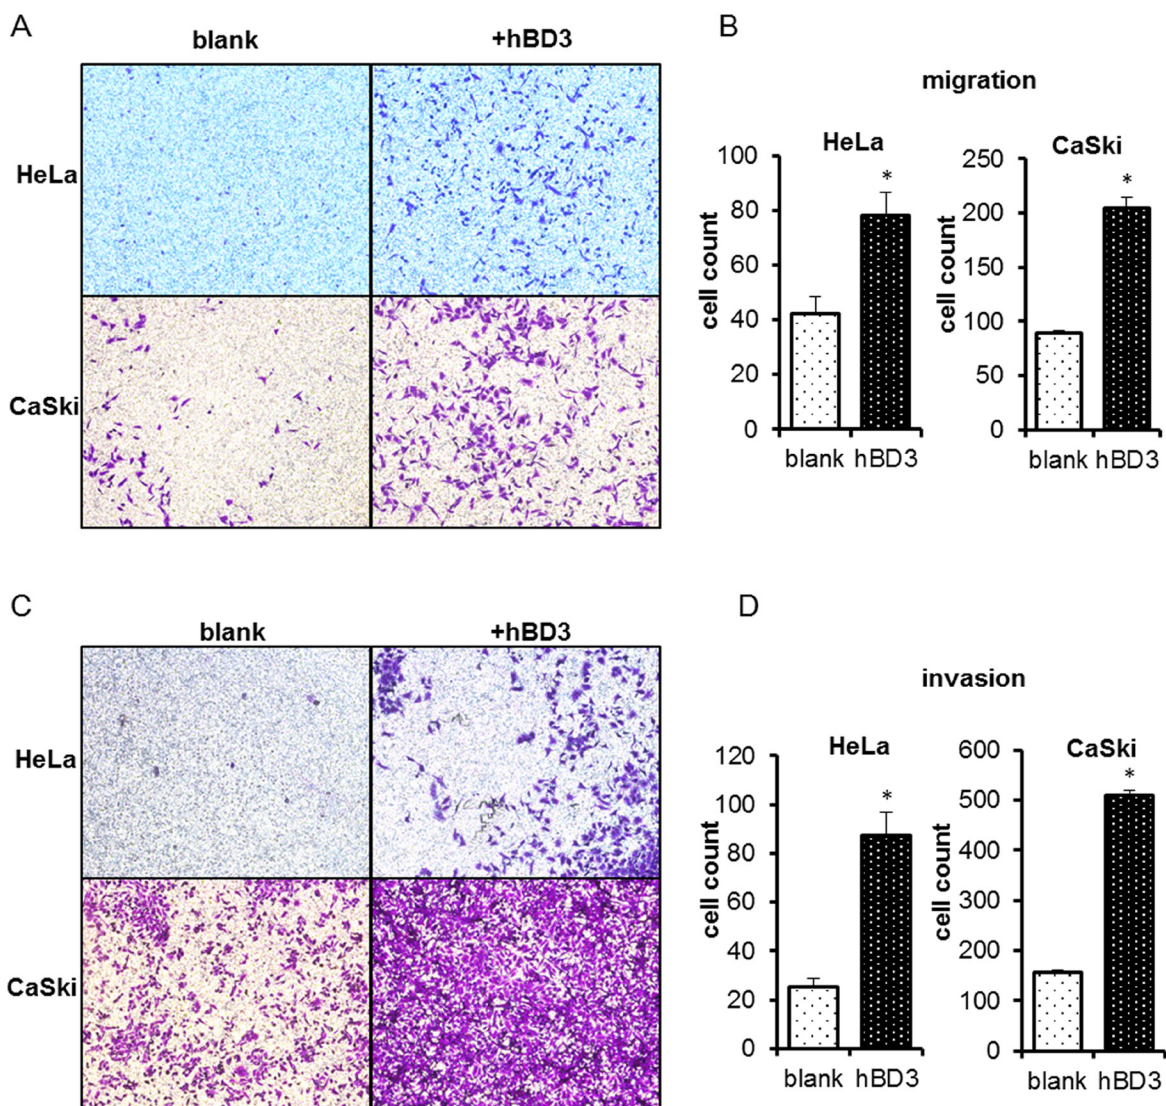 A
blank +hBD3
HeLa
CaSki
B
migration
HeLa
*
cell count
100
80
60
40
20
0
blank hBD3
CaSki
*
cell count
250
200
150
100
50
0
blank hBD3
C
blank +hBD3
HeLa
CaSki
D
invasion
HeLa
*
cell count
120
100
80
60
40
20
0
blank hBD3
CaSki
*
cell count
600
500
400
300
200
100
0
blank hBD3